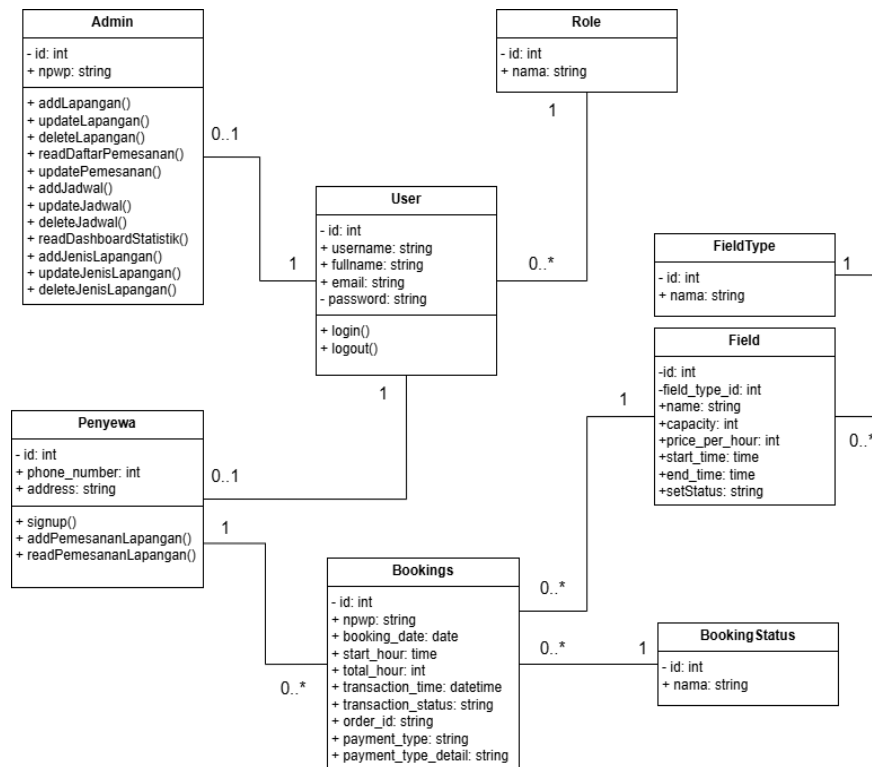 Admin
- id: int
+ npwp: string
+ addLapangan()
+ updateLapangan()
+ deleteLapangan()
+ readDaftarPemesanan()
+ updatePemesanan()
+ addJadwal()
+ updateJadwal()
+ deleteJadwal()
+ readDashboardStatistik()
+ addJenisLapangan()
+ updateJenisLapangan()
+ deleteJenisLapangan()
0..1
1
Role
- id: int
+ nama: string
1
0..*
User
- id: int
+ username: string
+ fullname: string
+ email: string
- password: string
+ login()
+ logout()
1
0..1
FieldType
- id: int
+ nama: string
1
Field
-id: int
-field_type_id: int
+name: string
+capacity: int
+price_per_hour: int
+start_time: time
+end_time: time
+setStatus: string
0..*
1
0..*
Penyewa
- id: int
+ phone_number: int
+ address: string
+ signup()
+ addPemesananLapangan()
+ readPemesananLapangan()
1
0..*
Bookings
- id: int
+ npwp: string
+ booking_date: date
+ start_hour: time
+ total_hour: int
+ transaction_time: datetime
+ transaction_status: string
+ order_id: string
+ payment_type: string
+ payment_type_detail: string
0..*
1
BookingStatus
- id: int
+ nama: string